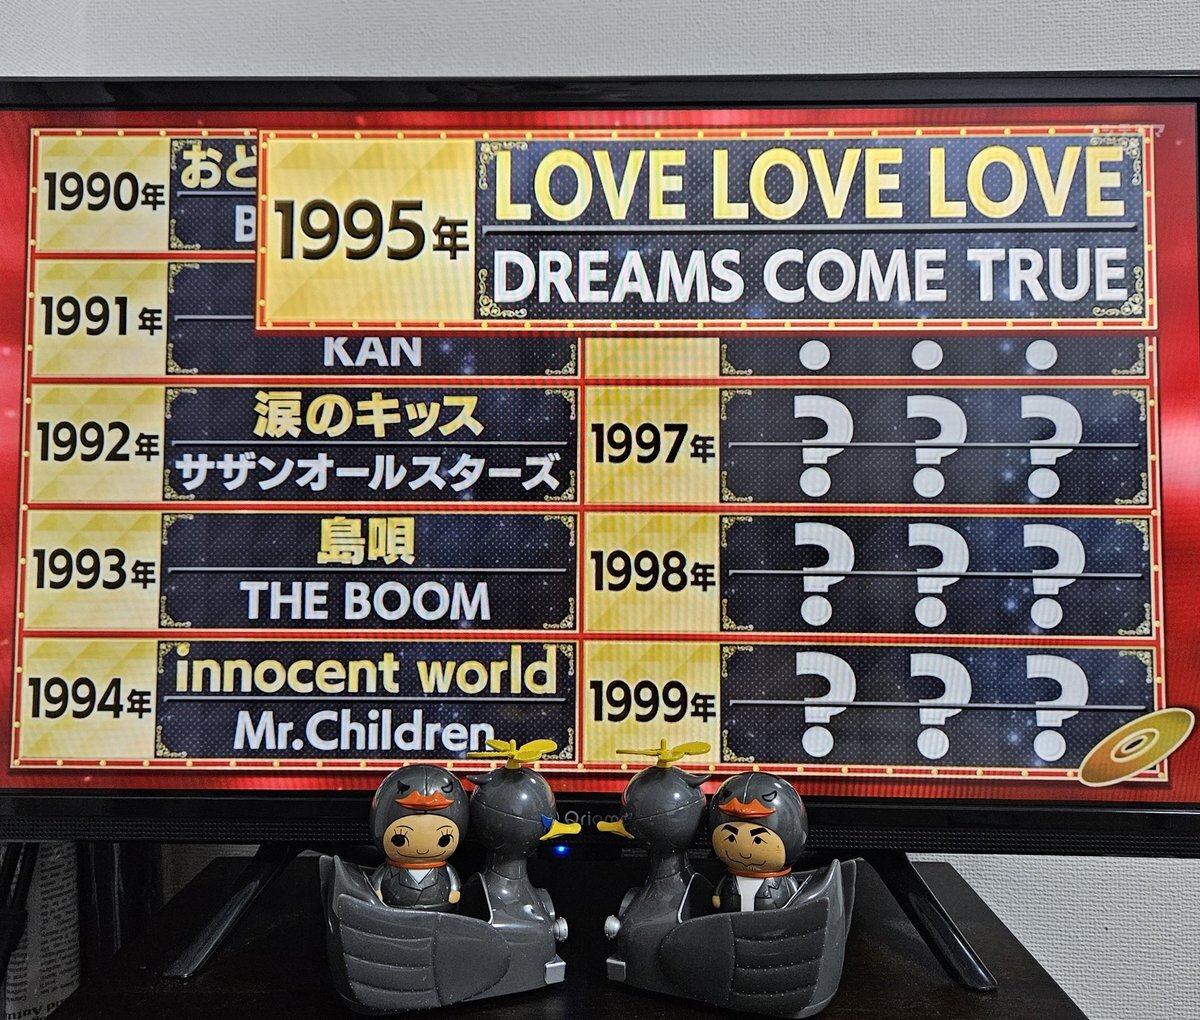 1990年
おど
B
1995年
LOVE LOVE LOVE
DREAMS COME TRUE
1991年
KAN
1992年
涙のキッス
サザンオールスターズ
1993年
島唄
THE BOOM
1994年
innocent world
Mr.Children
1997年
? ? ?
1998年
? ? ?
1999年
? ? ?